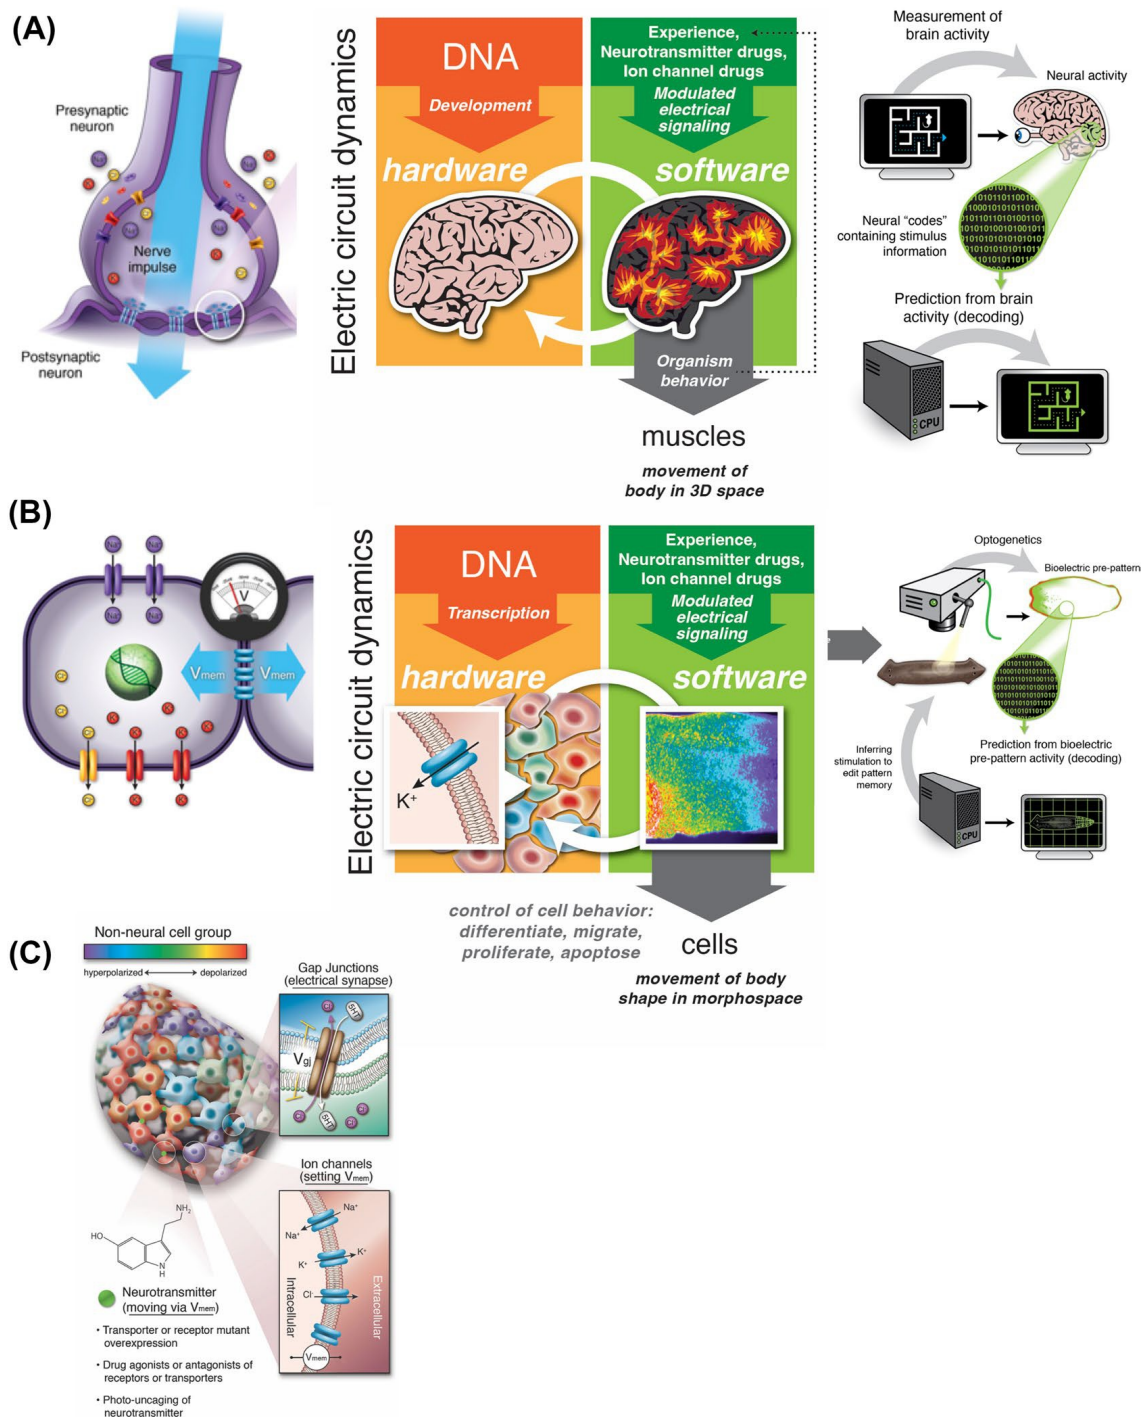 (A)
Presynaptic
neuron
Nerve
impulse
Postsynaptic
neuron
Electric circuit dynamics
DNA
Development
hardware
Experience,
Neurotransmitter drugs,
Ion channel drugs
Modulated
electrical
signaling
software
Organism
behavior
muscles
movement of
body in 3D space
Measurement of
brain activity
Neural activity
Neural "codes"
containing stimulus
information
Prediction from brain
activity (decoding)
CPU
(B)
V
Vmem
Vmem
Electric circuit dynamics
DNA
Transcription
hardware
K+
Experience,
Neurotransmitter drugs,
Ion channel drugs
Modulated
electrical
signaling
software
control of cell behavior:
differentiate, migrate,
proliferate, apoptose
cells
movement of body
shape in morphospace
Optogenetics
Bioelectric pre-pattern
Prediction from bioelectric
pre-pattern activity (decoding)
Inferring
stimulation to
edit pattern
memory
CPU
(C)
Non-neural cell group
hyperpolarized
depolarized
Gap Junctions
(electrical synapse)
5HT
Vgj
5HT
Ion channels
(setting Vmem)
Na+
Na+
K+
K+
Cl-
Intracellular
Extracellular
Vmem
NH2
HO
N
H
Neurotransmitter
(moving via Vmem)
• Transporter or receptor mutant
overexpression
• Drug agonists or antagonists of
receptors or transporters
• Photo-uncaging of
neurotransmitter